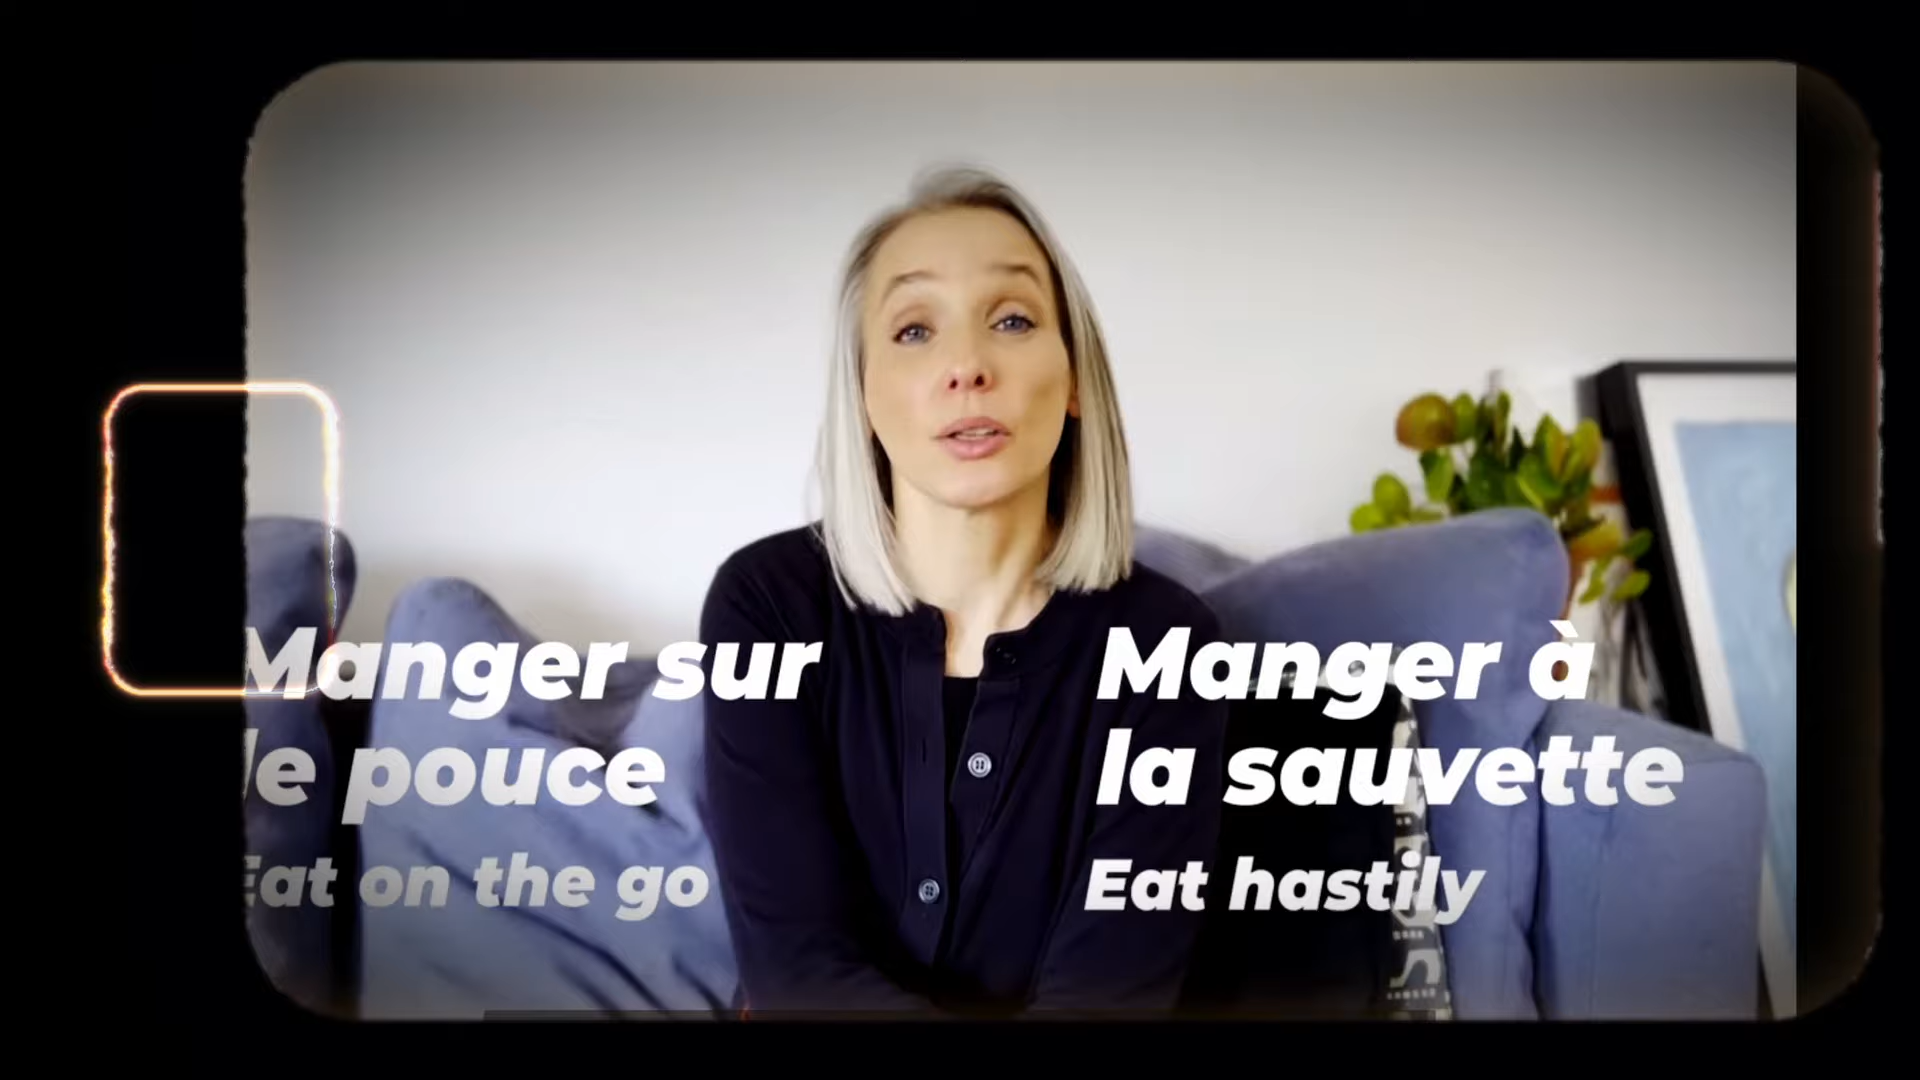 Manger sur
le pouce
Eat on the go
Manger à
la sauvette
Eat hastily